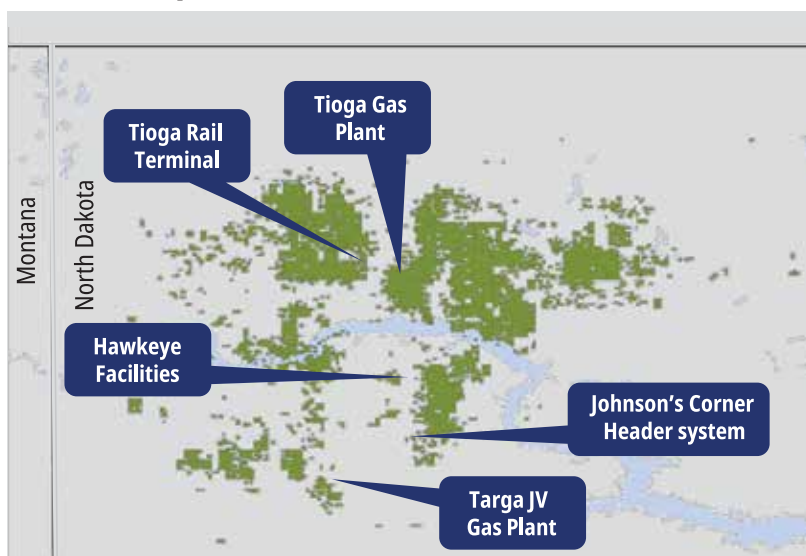 Tioga Gas
Plant
Tioga Rail
Terminal
Montana
North Dakota
Hawkeye
Facilities
Johnson's Corner
Header system
Targa JV
Gas Plant